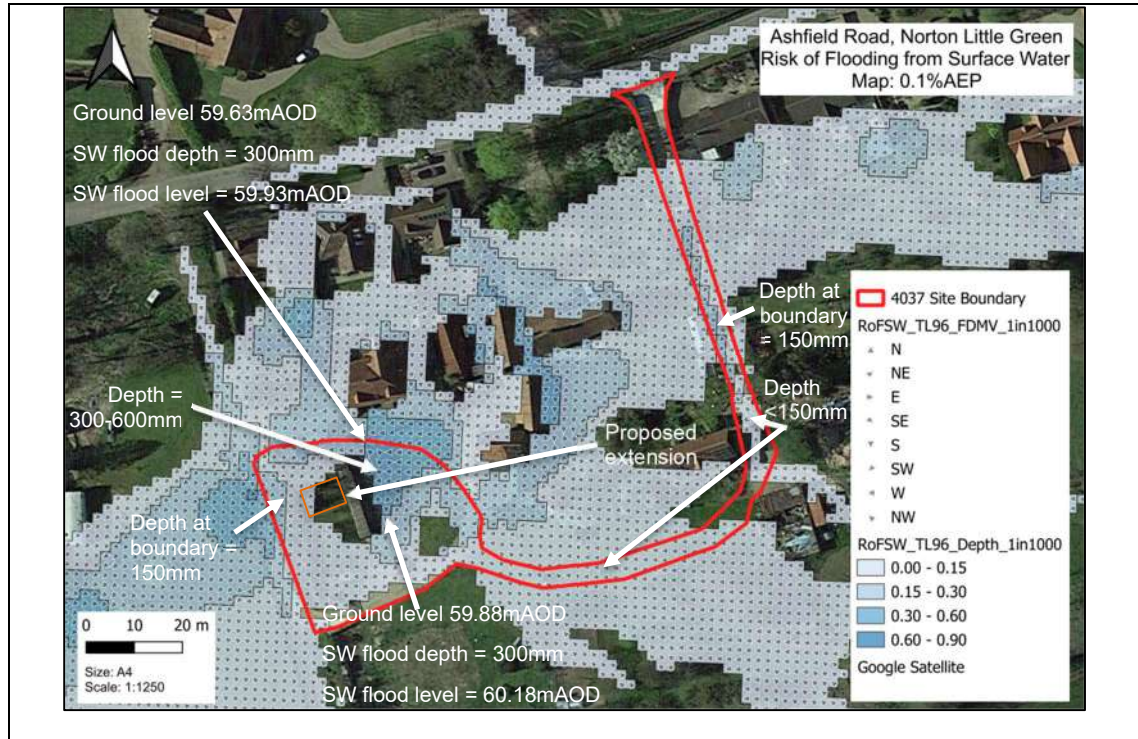 Ashfield Road, Norton Little Green
Risk of Flooding from Surface Water
Map: 0.1%AEP
Ground level 59.63mAOD
SW flood depth = 300mm
SW flood level = 59.93mAOD
Depth at
boundary
= 150mm
Depth
<150mm
Depth =
300-600mm
Proposed
extension
Depth at
boundary =
150mm
Ground level 59.88mAOD
SW flood depth = 300mm
SW flood level = 60.18mAOD
4037 Site Boundary
RoFSW_TL96_FDMV_1in1000
N
NE
E
SE
S
SW
W
NW
RoFSW_TL96_Depth_1in1000
0.00 - 0.15
0.15 - 0.30
0.30 - 0.60
0.60 - 0.90
Google Satellite
0 10 20 m
Size: A4
Scale: 1:1250